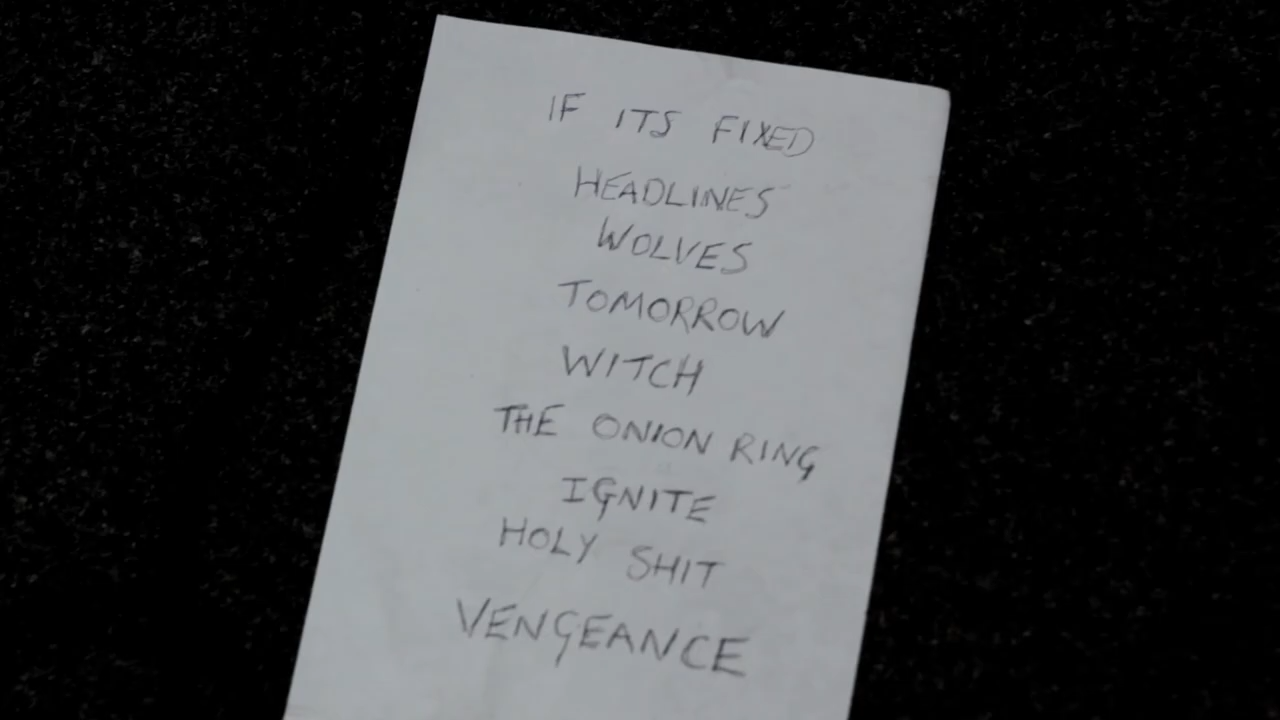 IF ITS FIXED
HEADLINES
WOLVES
TOMORROW
WITCH
THE ONION RING
IGNITE
HOLY SHIT
VENGEANCE